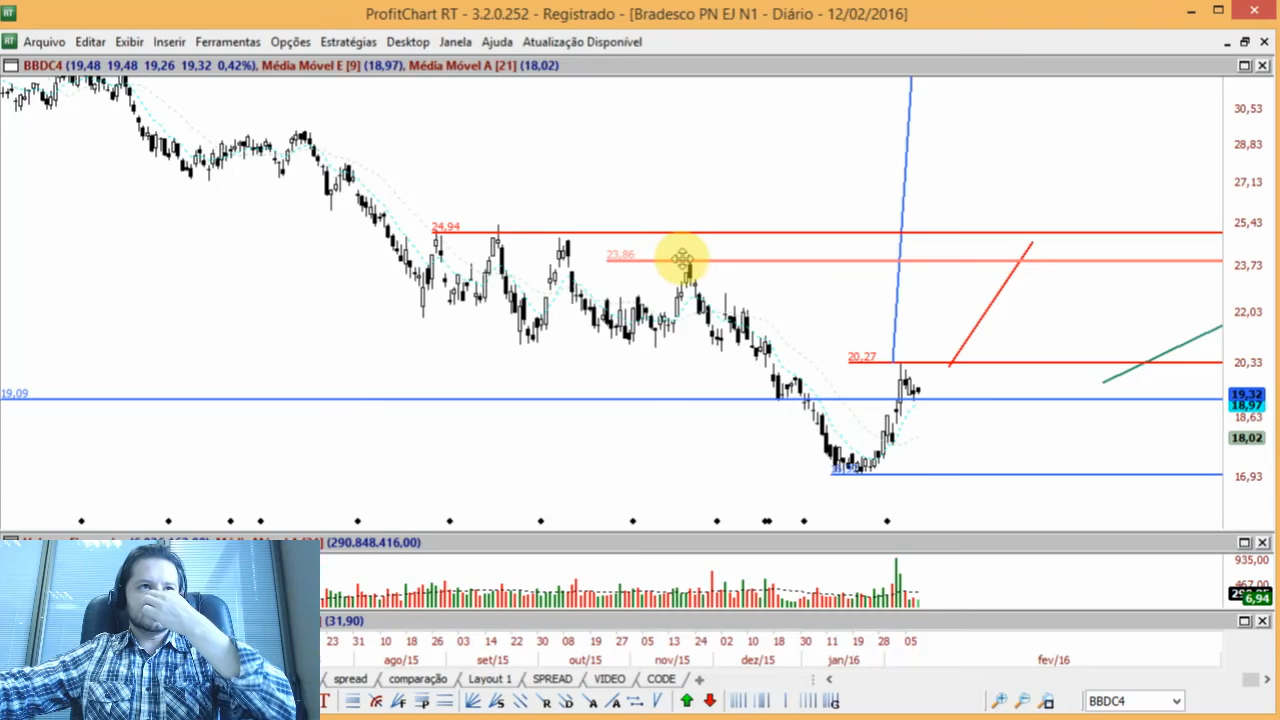 RT
ProfitChart RT - 3.2.0.252 - Registrado - [Bradesco PN EJ N1 - Diário - 12/02/2016]
RT Arquivo Editar Exibir Inserir Ferramentas Opções Estratégias Desktop Janela Ajuda Atualização Disponível
BBDC4 (19,48 19,48 19,26 19,32 0,42%), Média Móvel E [9] (18,97), Média Móvel A [21] (18,02)
30,53
28,83
27,13
24,94
25,43
23,86
23,73
22,03
20,27
20,33
19,09
19,32
18,97
18,63
18,02
16,93
(290.848.416,00)
935,00
467,00
6,94
(31,90)
23 31 10 18 26 03 14 22 30 08 19 27 05 13 24 02 10 18 30 11 19 28 05
ago/15 set/15 out/15 nov/15 dez/15 jan/16 fev/16
spread comparação Layout 1 SPREAD VIDEO CODE
BBDC4